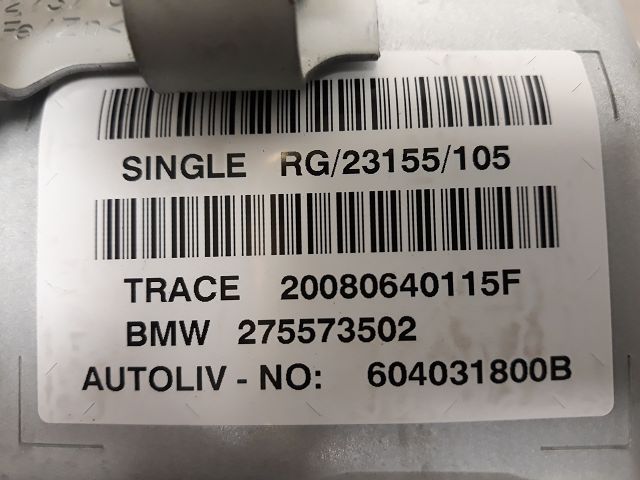 SINGLE RG/23155/105
TRACE 20080640115F
BMW 275573502
AUTOLIV - NO: 604031800B